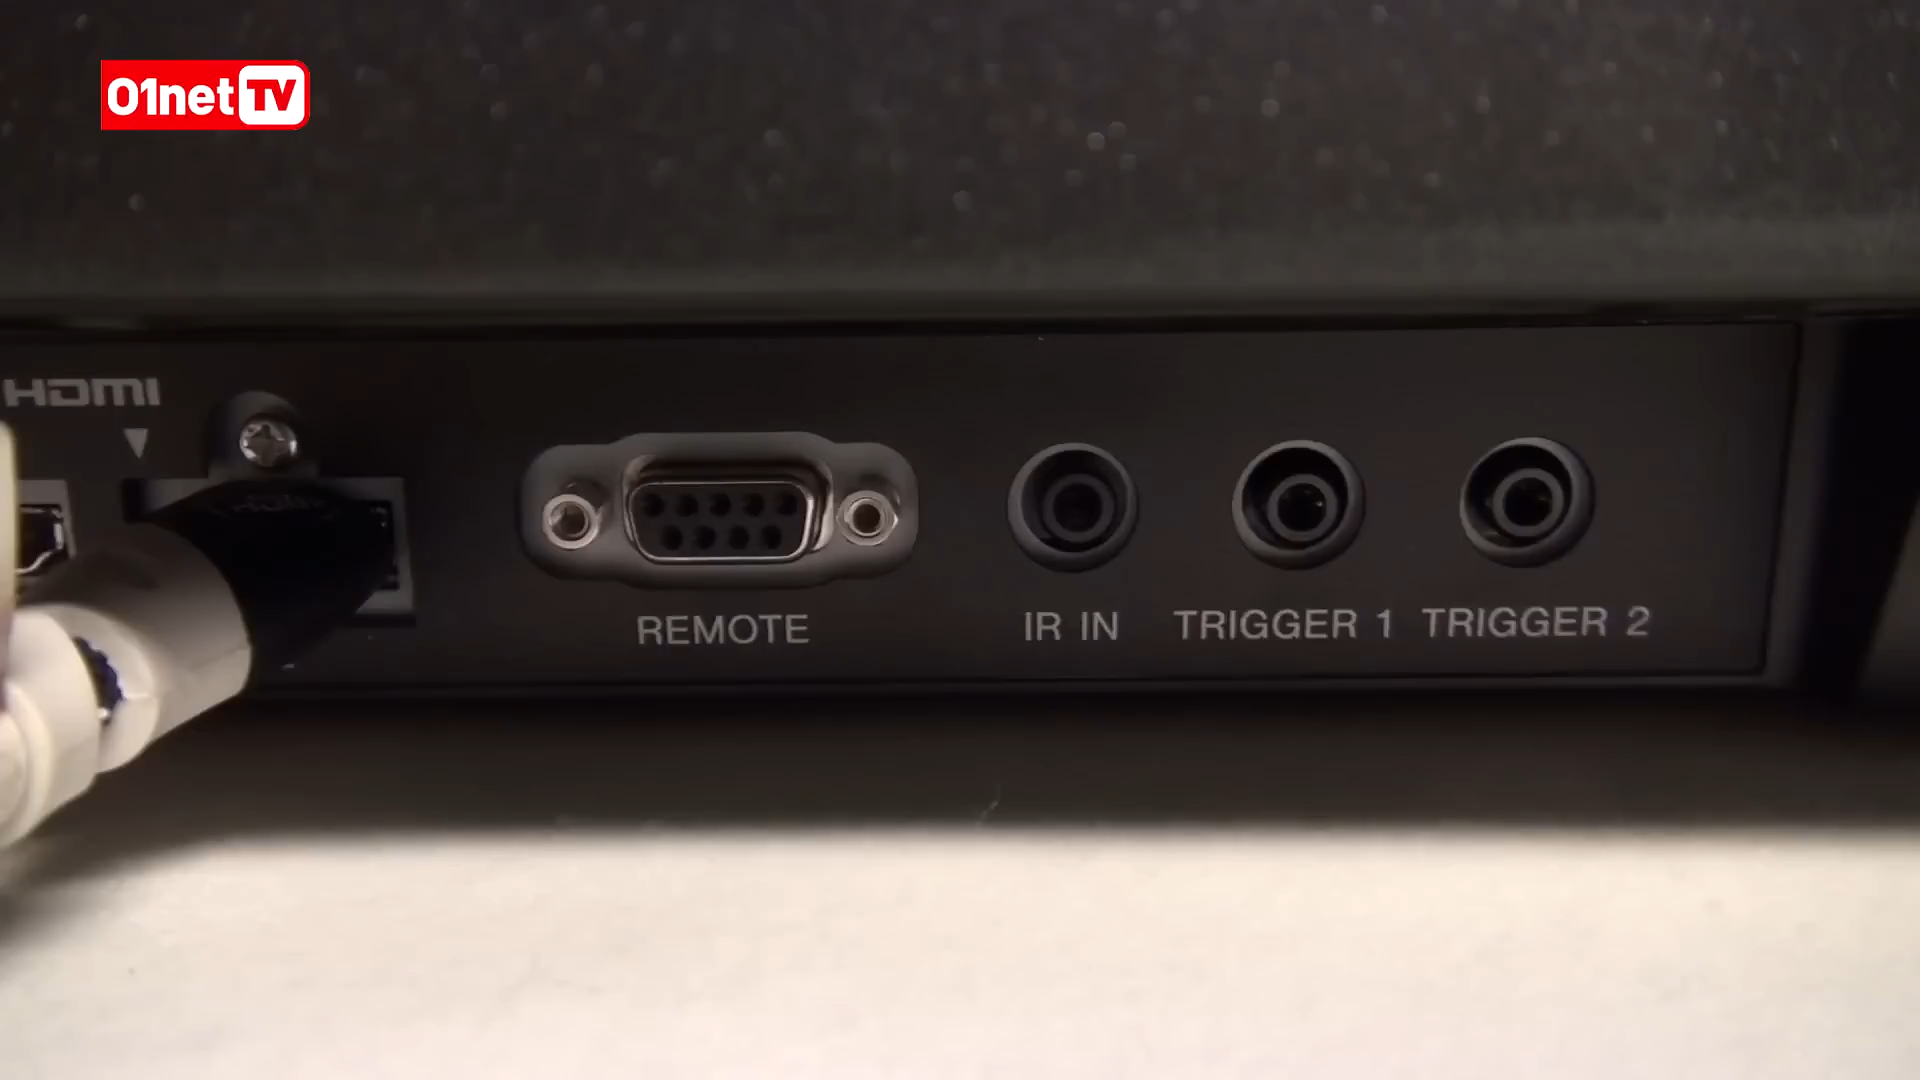 01netTV
HDMI
REMOTE
IR IN
TRIGGER 1
TRIGGER 2